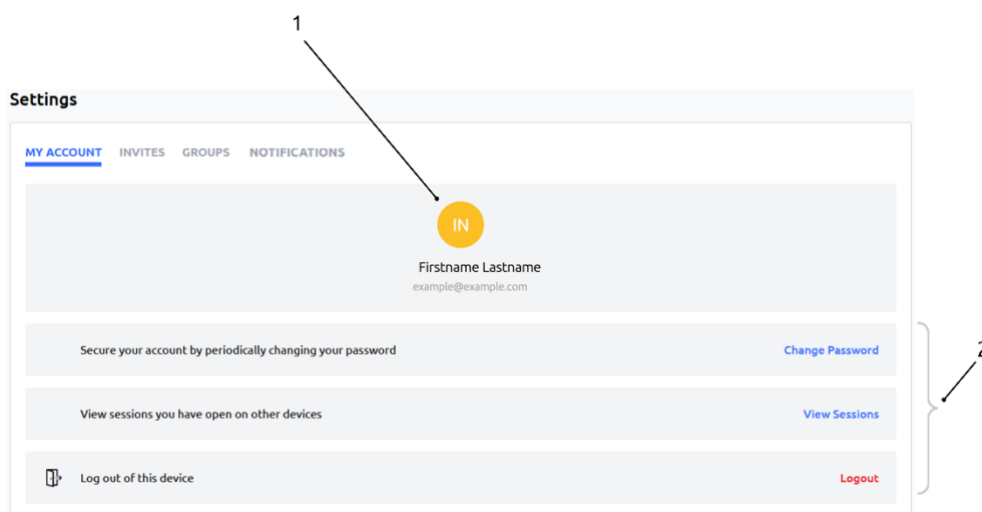 1
Settings
MY ACCOUNT INVITES GROUPS NOTIFICATIONS
IN
Firstname Lastname
example@example.com
Secure your account by periodically changing your password Change Password
2
View sessions you have open on other devices View Sessions
Log out of this device Logout